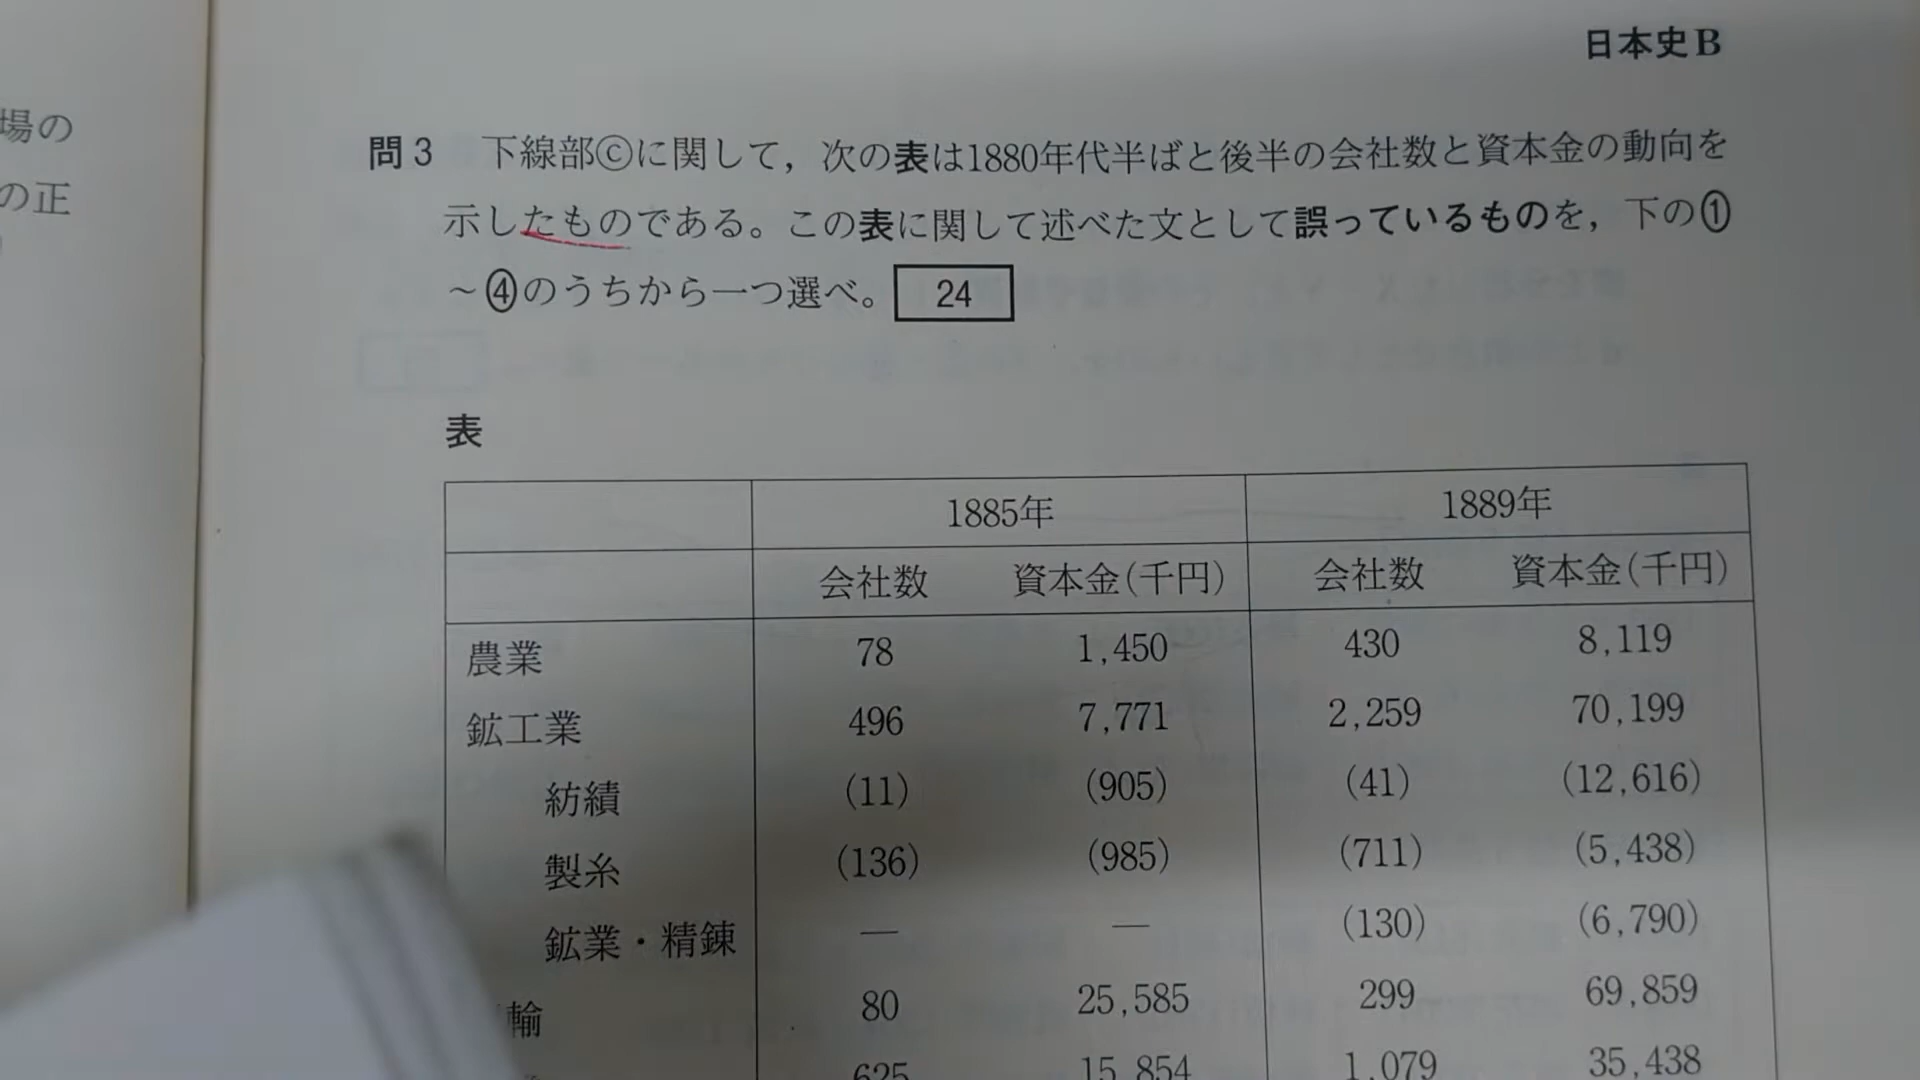 場の
の正
日本史B
問3 下線部ⓒに関して，次の表は1880年代半ばと後半の会社数と資本金の動向を
示したものである。この表に関して述べた文として誤っているものを，下の①
～④のうちから一つ選べ。 24
表
1885年 1889年
会社数 資本金(千円) 会社数 資本金(千円)
農業 78 1,450 430 8,119
鉱工業 496 7,771 2,259 70,199
紡績 (11) (905) (41) (12,616)
製糸 (136) (985) (711) (5,438)
鉱業・精錬 — — (130) (6,790)
輸 80 25,585 299 69,859
625 15,854 1,079 35,438